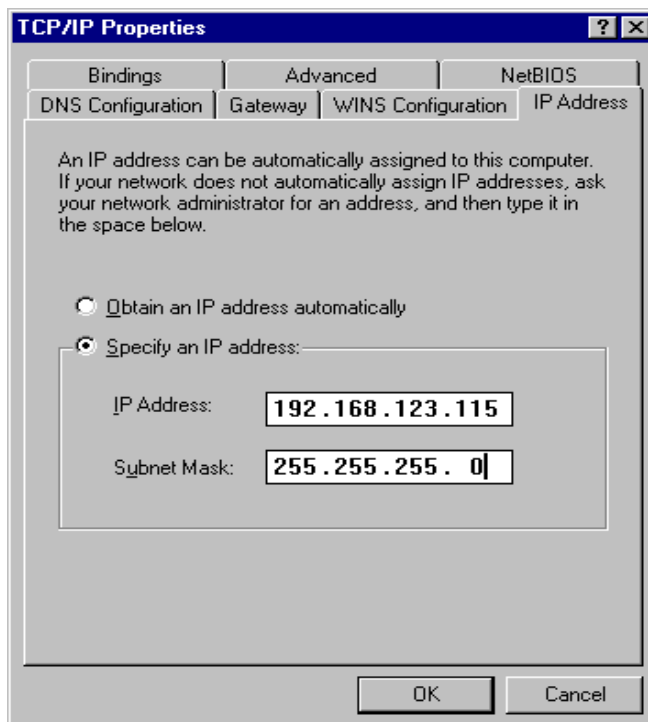 TCP/IP Properties
Bindings
Advanced
NetBIOS
DNS Configuration
Gateway
WINS Configuration
IP Address
An IP address can be automatically assigned to this computer.
If your network does not automatically assign IP addresses, ask
your network administrator for an address, and then type it in
the space below.
Obtain an IP address automatically
Specify an IP address:
IP Address:
192.168.123.115
Subnet Mask:
255.255.255. 0
OK
Cancel